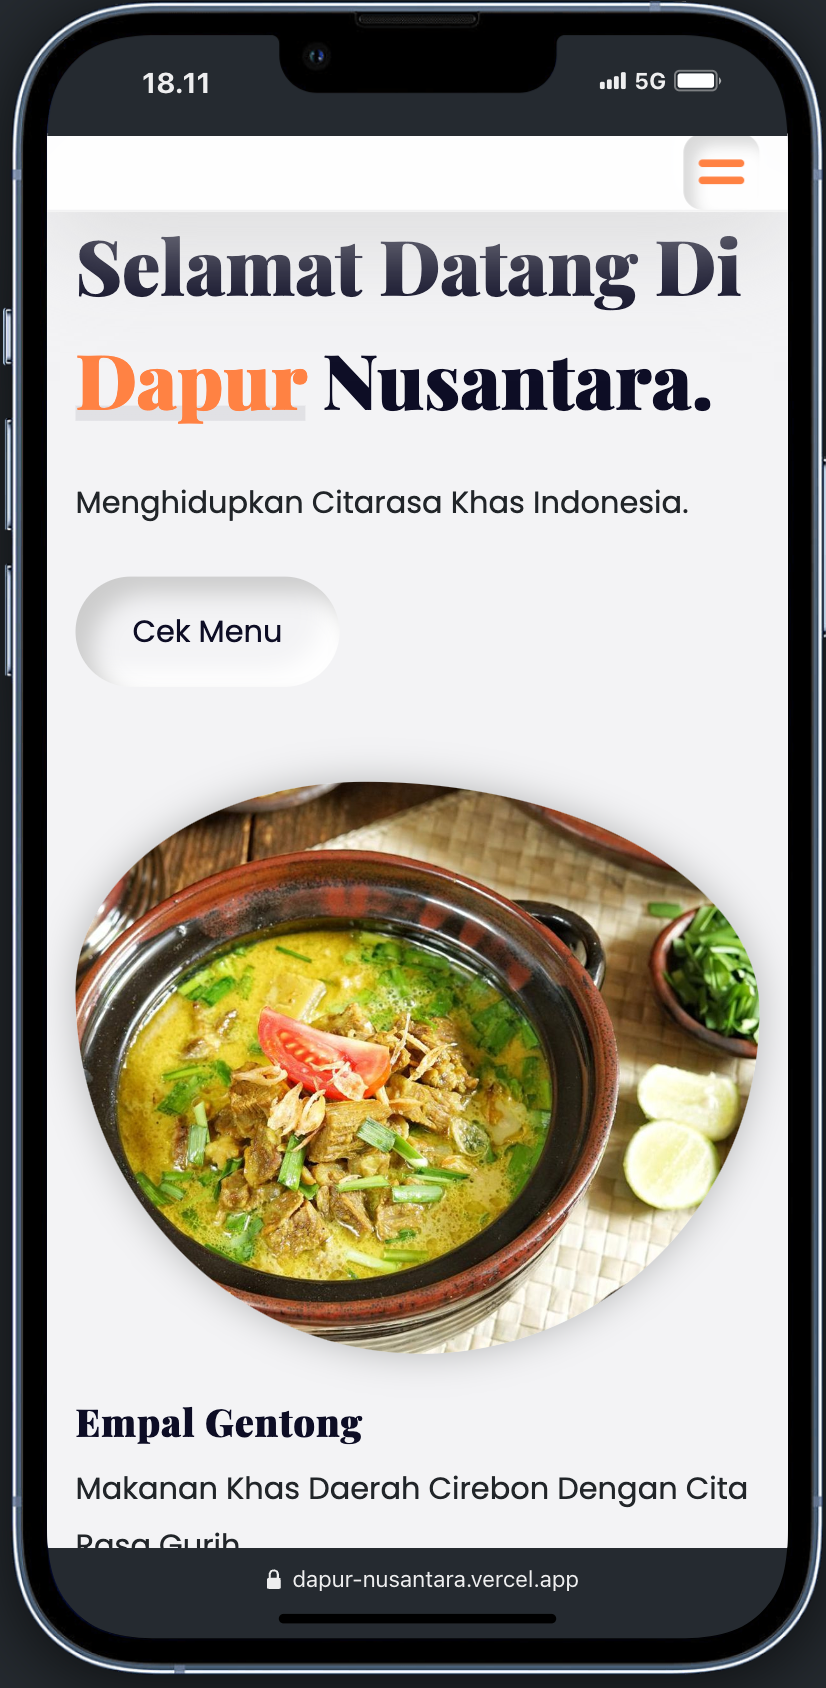 18.11
5G
Selamat Datang Di
Dapur Nusantara.
Menghidupkan Citarasa Khas Indonesia.
Cek Menu
Empal Gentong
Makanan Khas Daerah Cirebon Dengan Cita
Rasa Gurih
dapur-nusantara.vercel.app